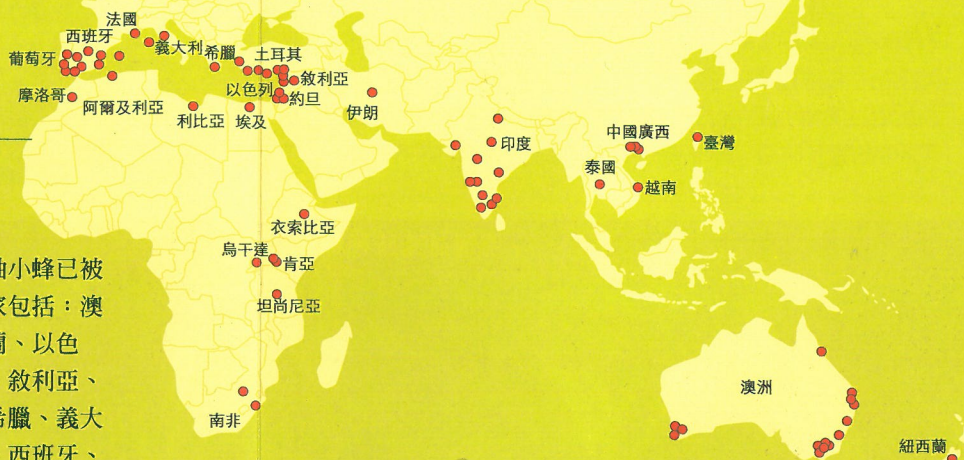 法國
西班牙
葡萄牙
義大利
希臘
土耳其
敘利亞
以色列
約旦
摩洛哥
阿爾及利亞
利比亞
埃及
伊朗
印度
中國廣西
臺灣
泰國
越南
衣索比亞
烏干達
肯亞
坦尚尼亞
南非
澳洲
紐西蘭
小蜂已被
包括：澳
、以色
敘利亞、
臘、義大
西班牙、